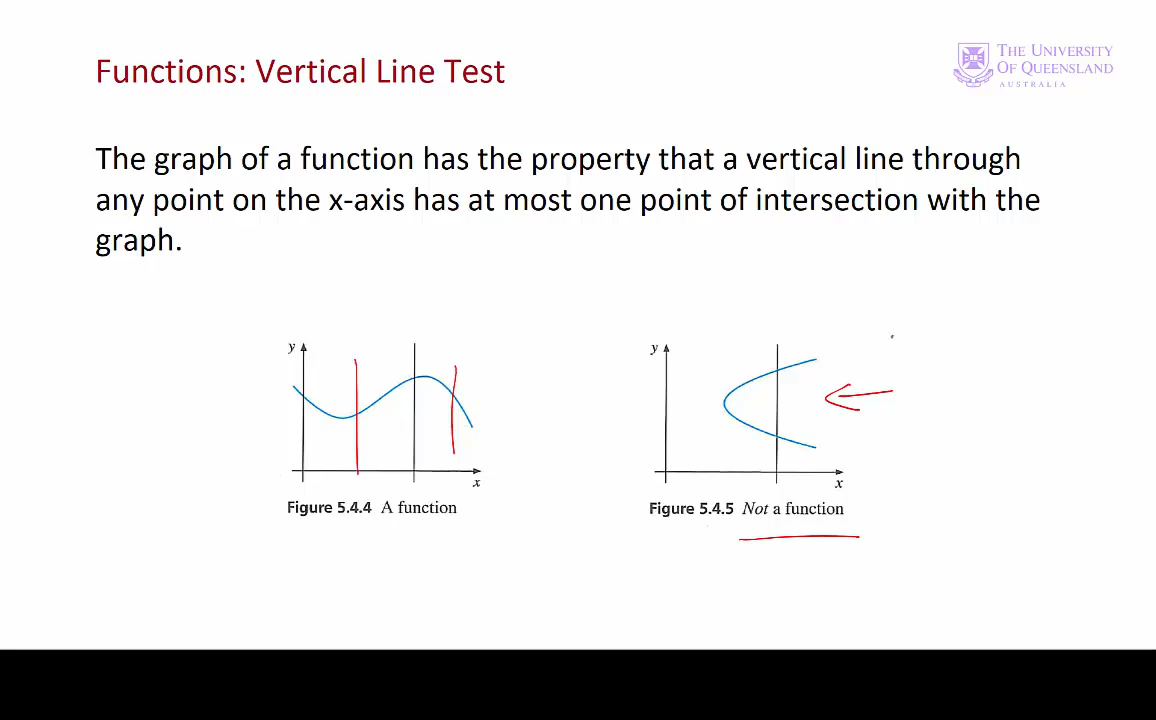 Functions: Vertical Line Test
THE UNIVERSITY
OF QUEENSLAND
AUSTRALIA
The graph of a function has the property that a vertical line through
any point on the x-axis has at most one point of intersection with the
graph.
y
x
Figure 5.4.4 A function
y
x
Figure 5.4.5 Not a function